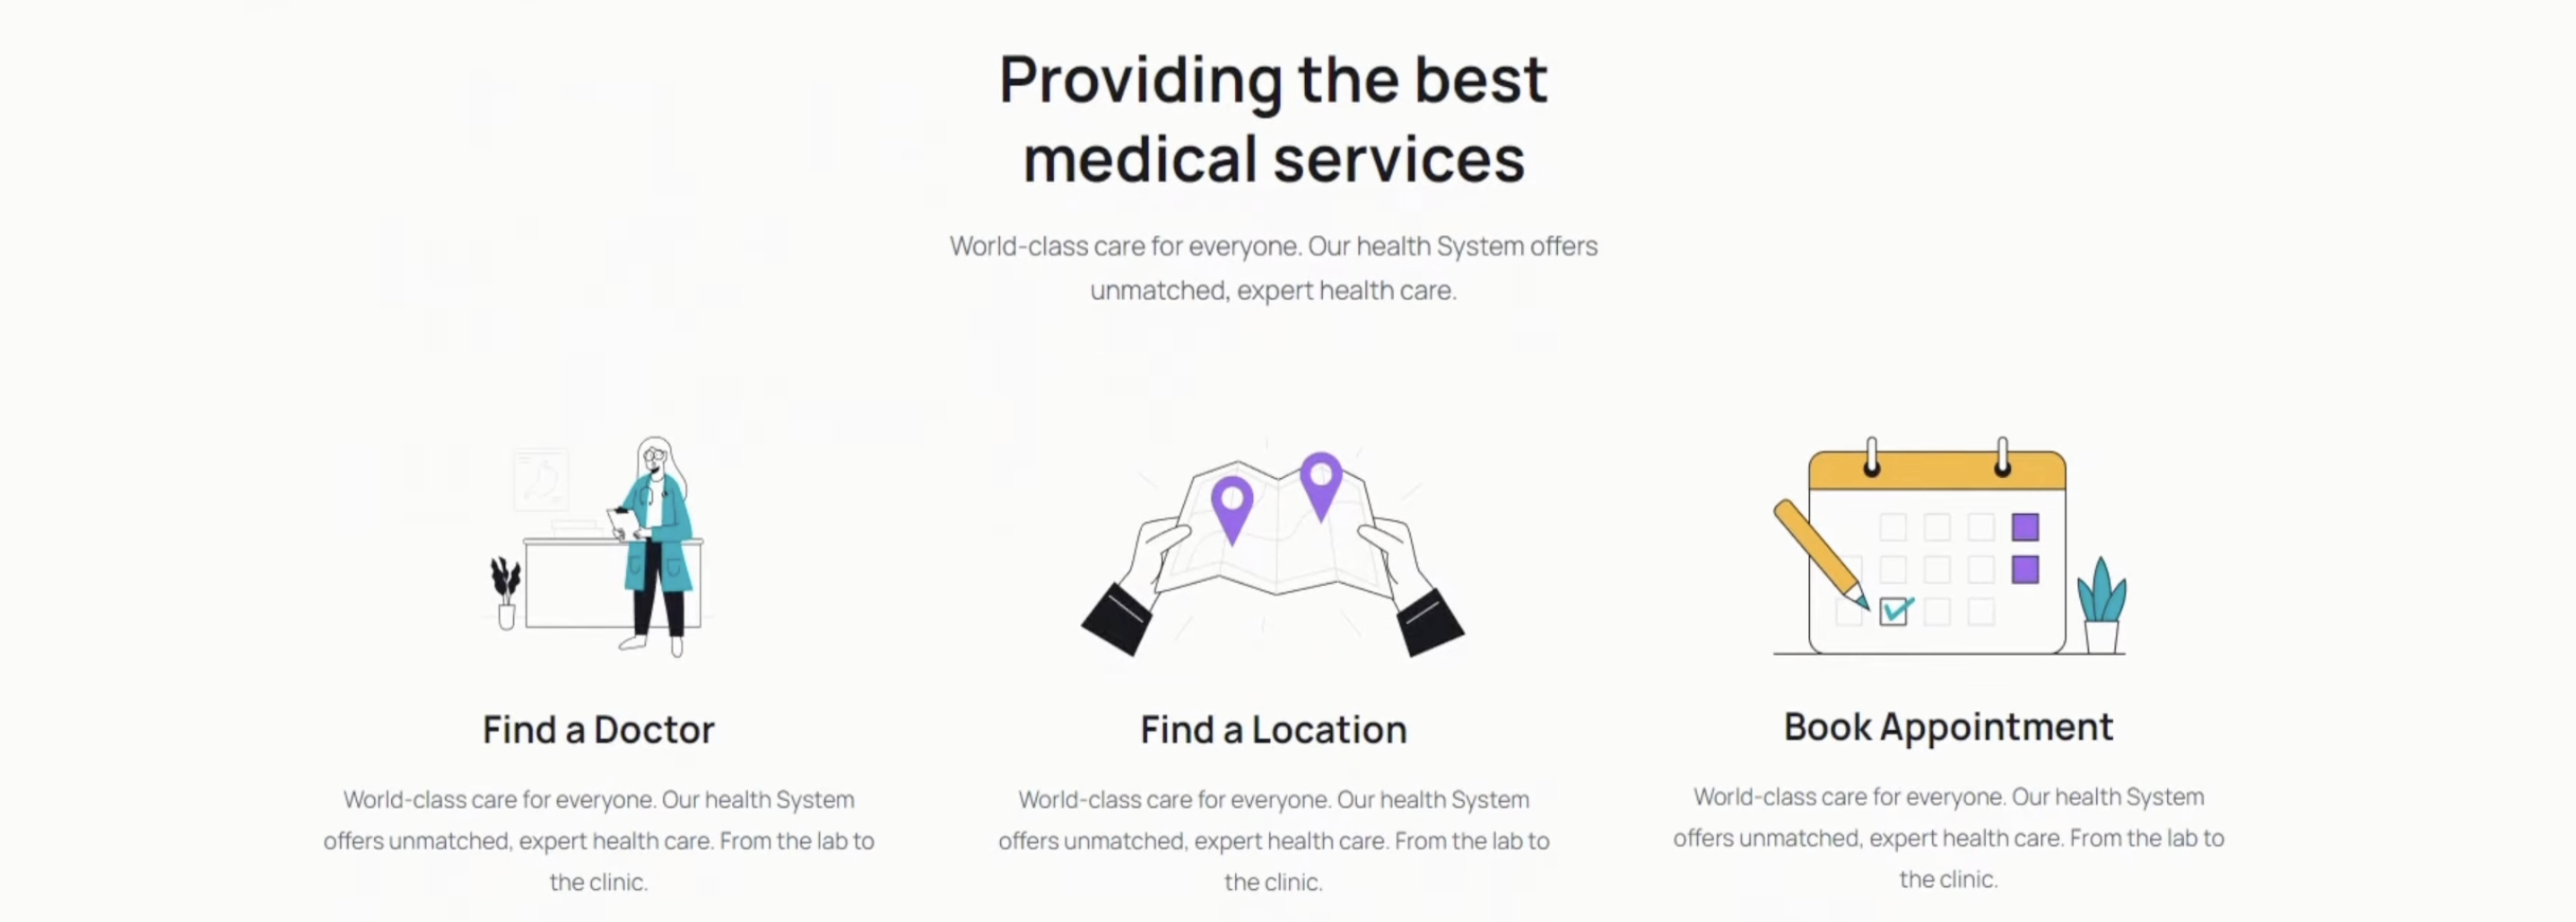 Providing the best
medical services
World-class care for everyone. Our health System offers
unmatched, expert health care.
Find a Doctor
World-class care for everyone. Our health System
offers unmatched, expert health care. From the lab to
the clinic.
Find a Location
World-class care for everyone. Our health System
offers unmatched, expert health care. From the lab to
the clinic.
Book Appointment
World-class care for everyone. Our health System
offers unmatched, expert health care. From the lab to
the clinic.